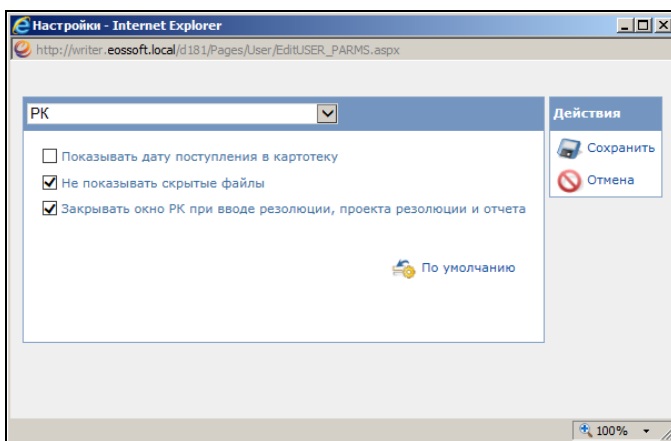 Настройки - Internet Explorer
http://writer.eossoft.local/d181/Pages/User/EditUSER_PARMS.aspx
РК
Действия
Показывать дату поступления в картотеку
Сохранить
Не показывать скрытые файлы
Отмена
Закрывать окно РК при вводе резолюции, проекта резолюции и отчета
По умолчанию
100%